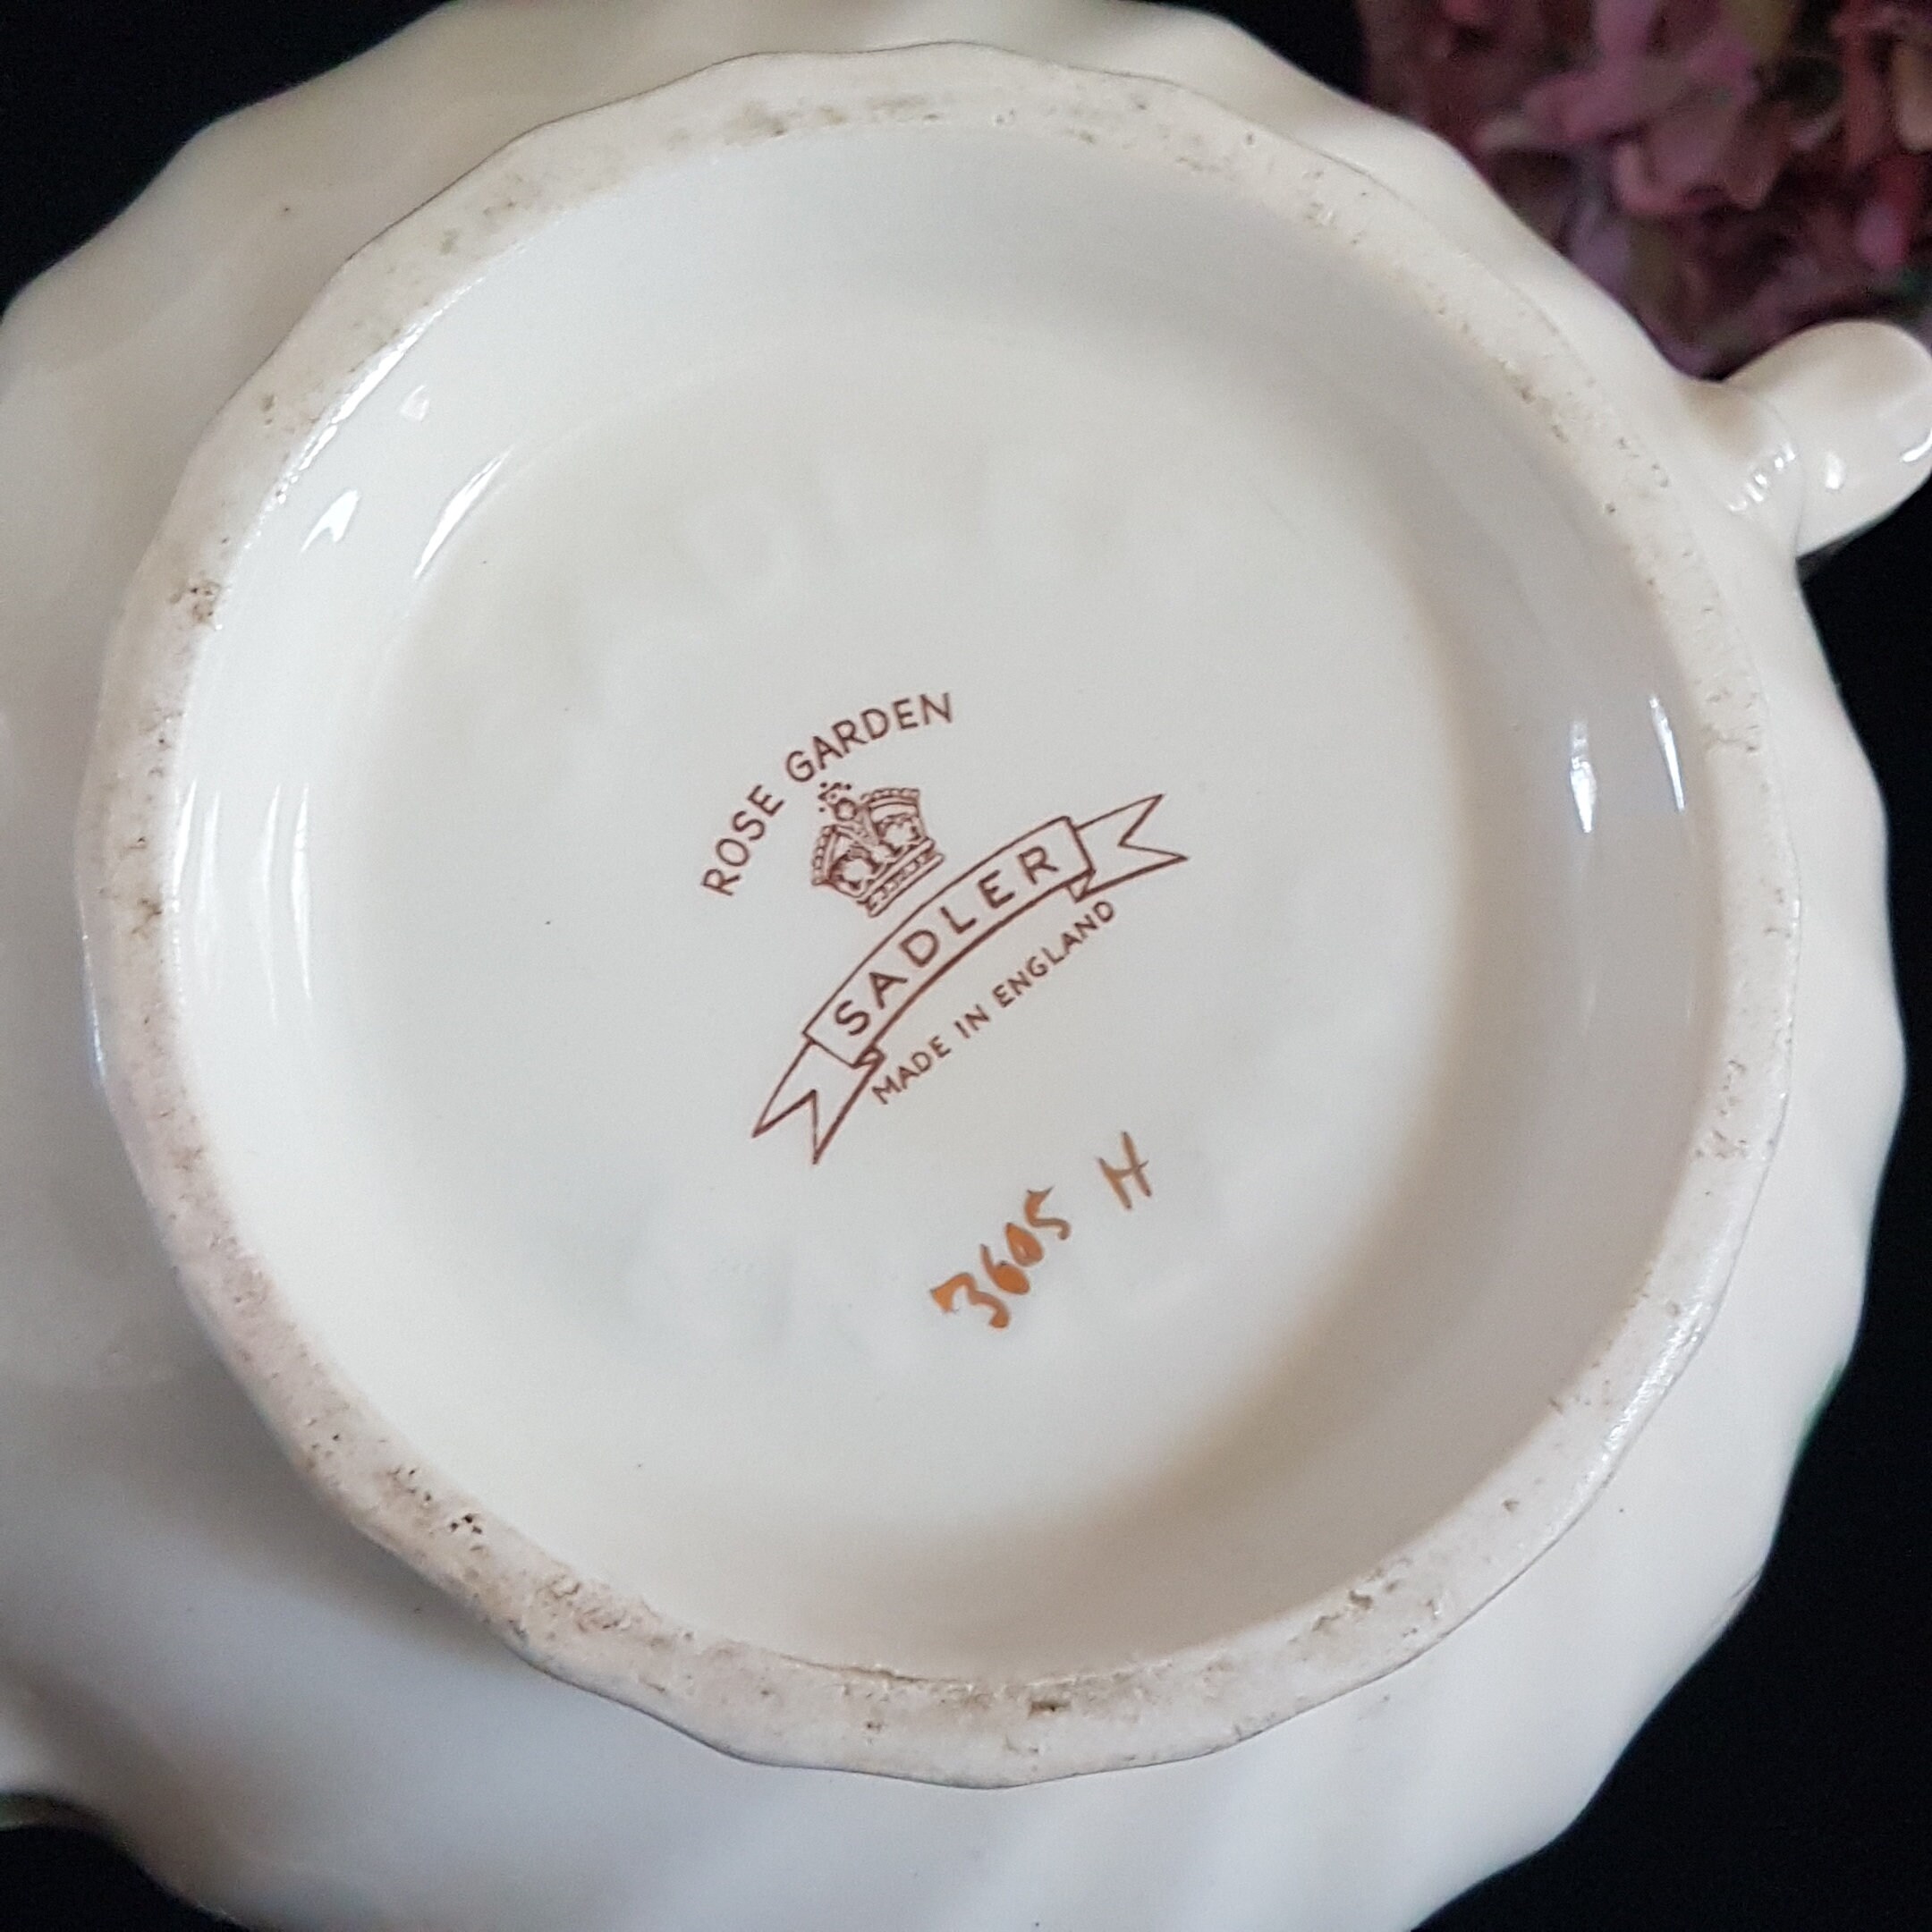 ROSE GARDEN
SADLER
MADE IN ENGLAND
3605 H